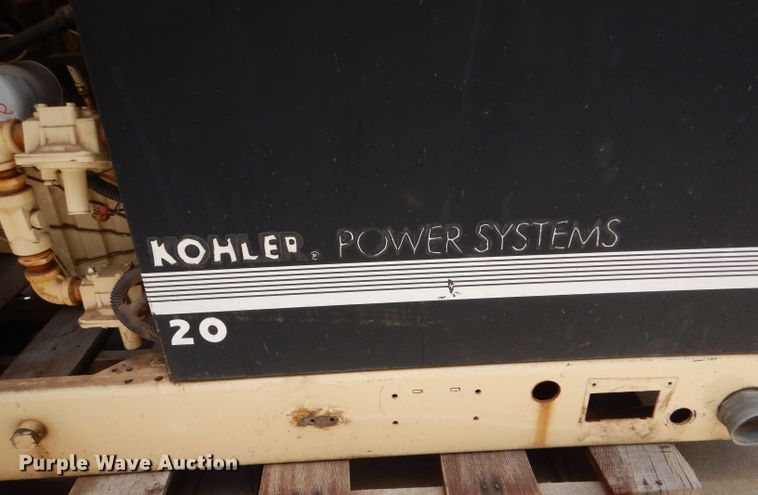 KOHLER. POWER SYSTEMS
20
Purple Wave Auction